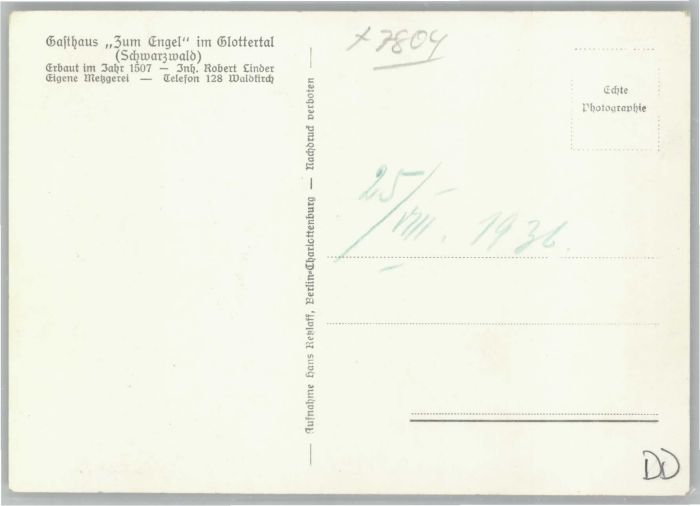 Gasthaus „Zum Engel“ im Glottertal
(Schwarzwald)
Erbaut im Jahr 1507 — Inh. Robert Linder
Eigene Metzgerei — Telefon 128 Waldkirch
— Aufnahme Hans Retzlaff, Berlin-Charlottenburg — Nachdruck verboten —
x 7804
Echte
Photographie
25/VIII. 1936.
DD